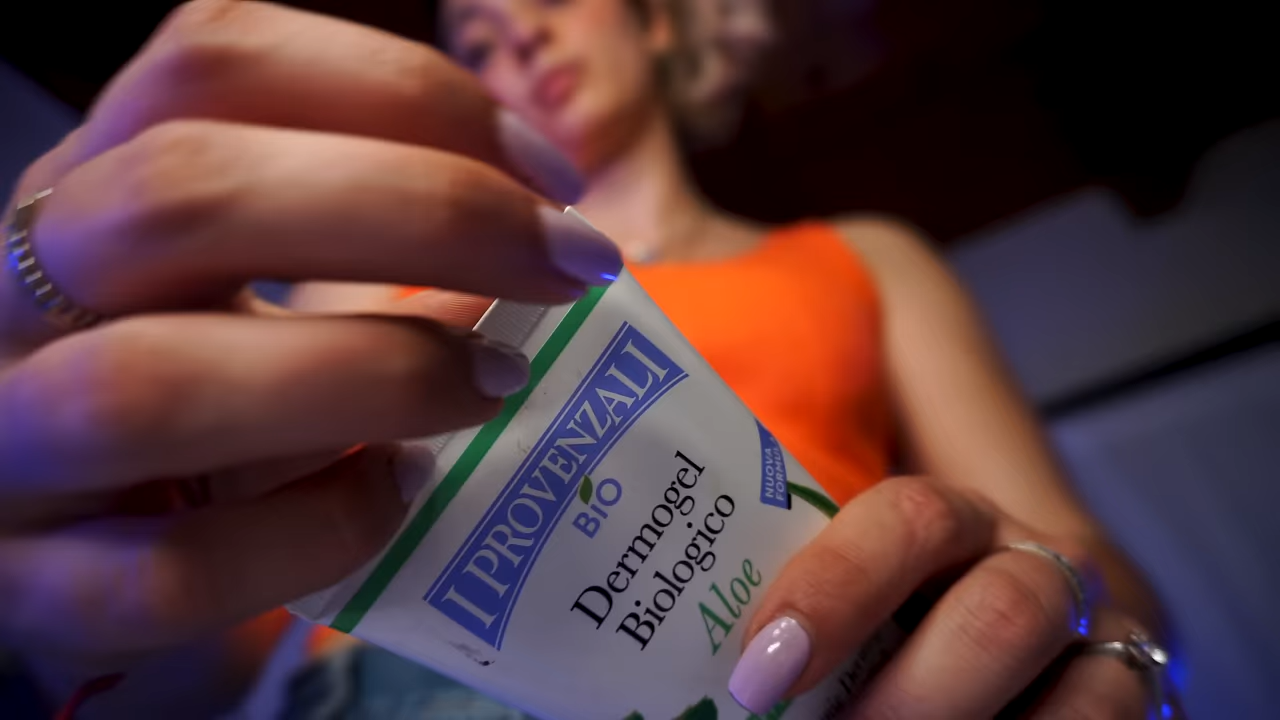 I PROVENZALI
BiO
Dermogel
Biologico
Aloe
NUOVA
FORMULA